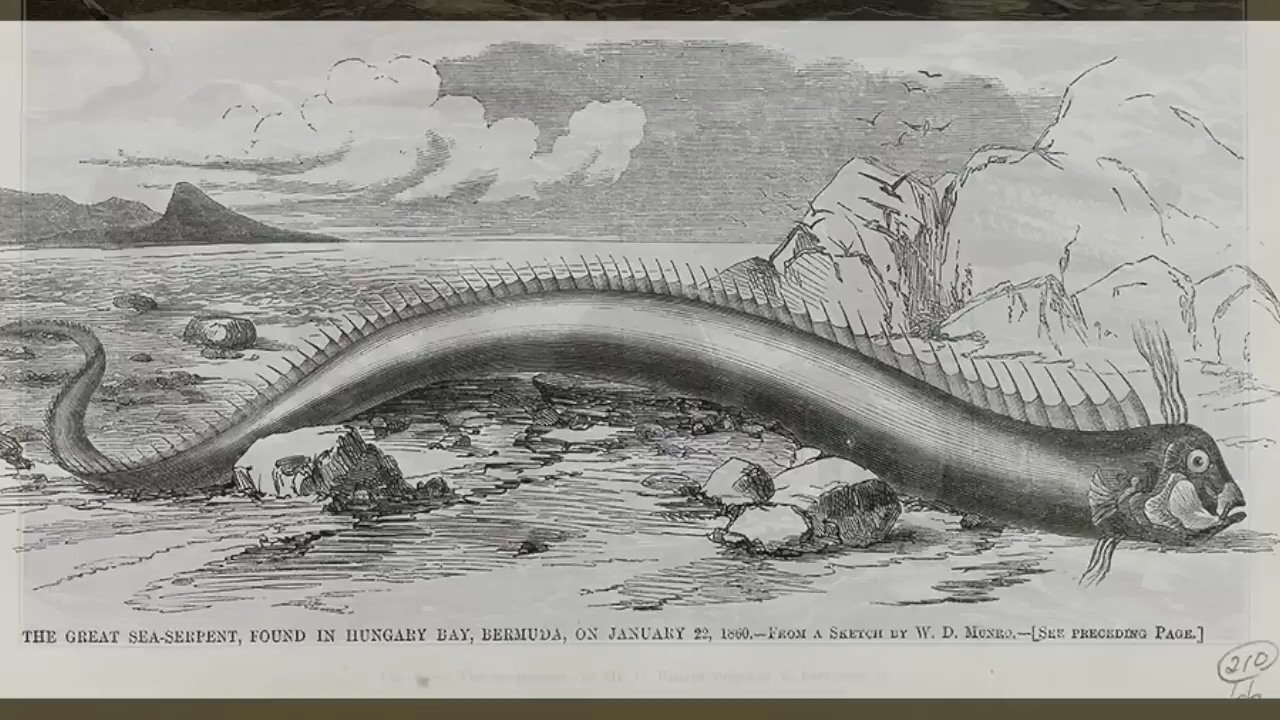 THE GREAT SEA-SERPENT, FOUND IN HUNGARY BAY, BERMUDA, ON JANUARY 22, 1860.—FROM A SKETCH BY W. D. MUNRO.—[SEE PRECEDING PAGE.]
210